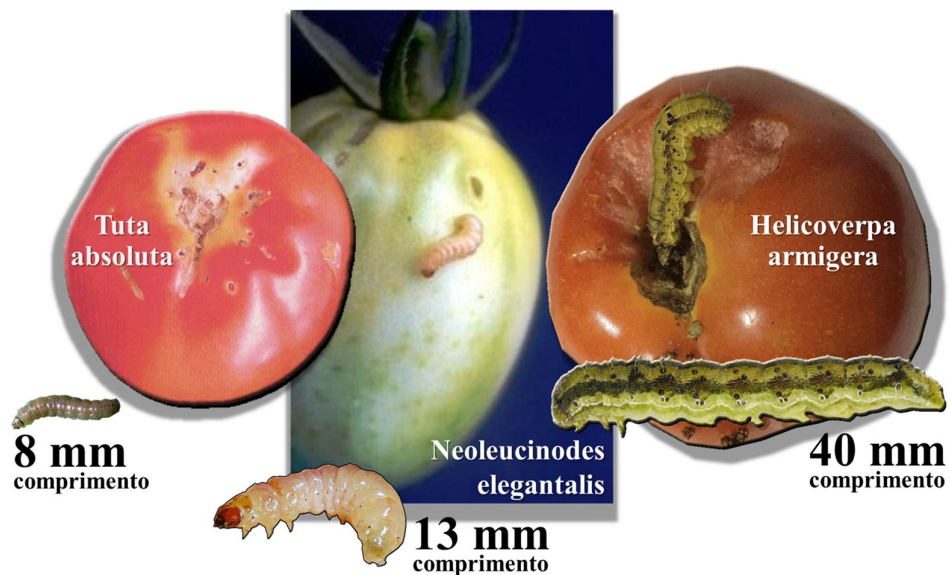 Tuta
absoluta
8 mm
comprimento
Neoleucinodes
elegantalis
13 mm
comprimento
Helicoverpa
armigera
40 mm
comprimento